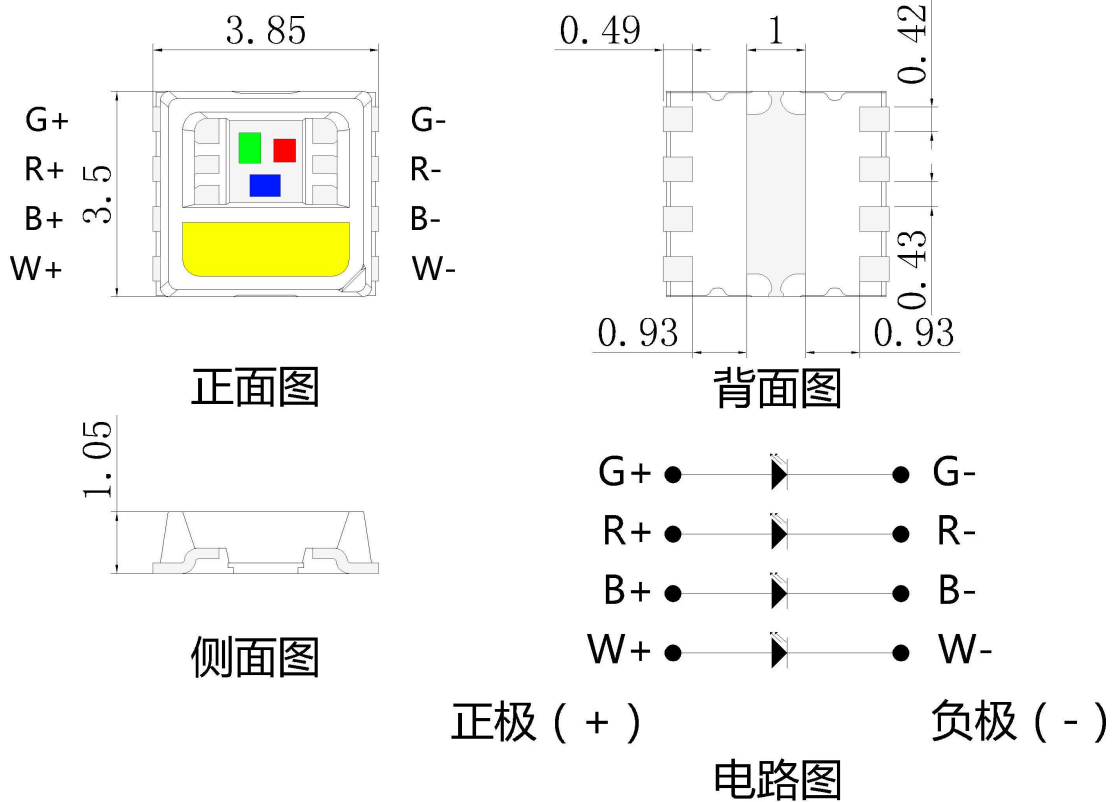 3.85
G+ G-
R+ R-
B+ B-
W+ W-
3.5
正面图
0.49 1 0.42
0.43
0.93 0.93
背面图
1.05
侧面图
G+ G-
R+ R-
B+ B-
W+ W-
正极（+） 负极（-）
电路图